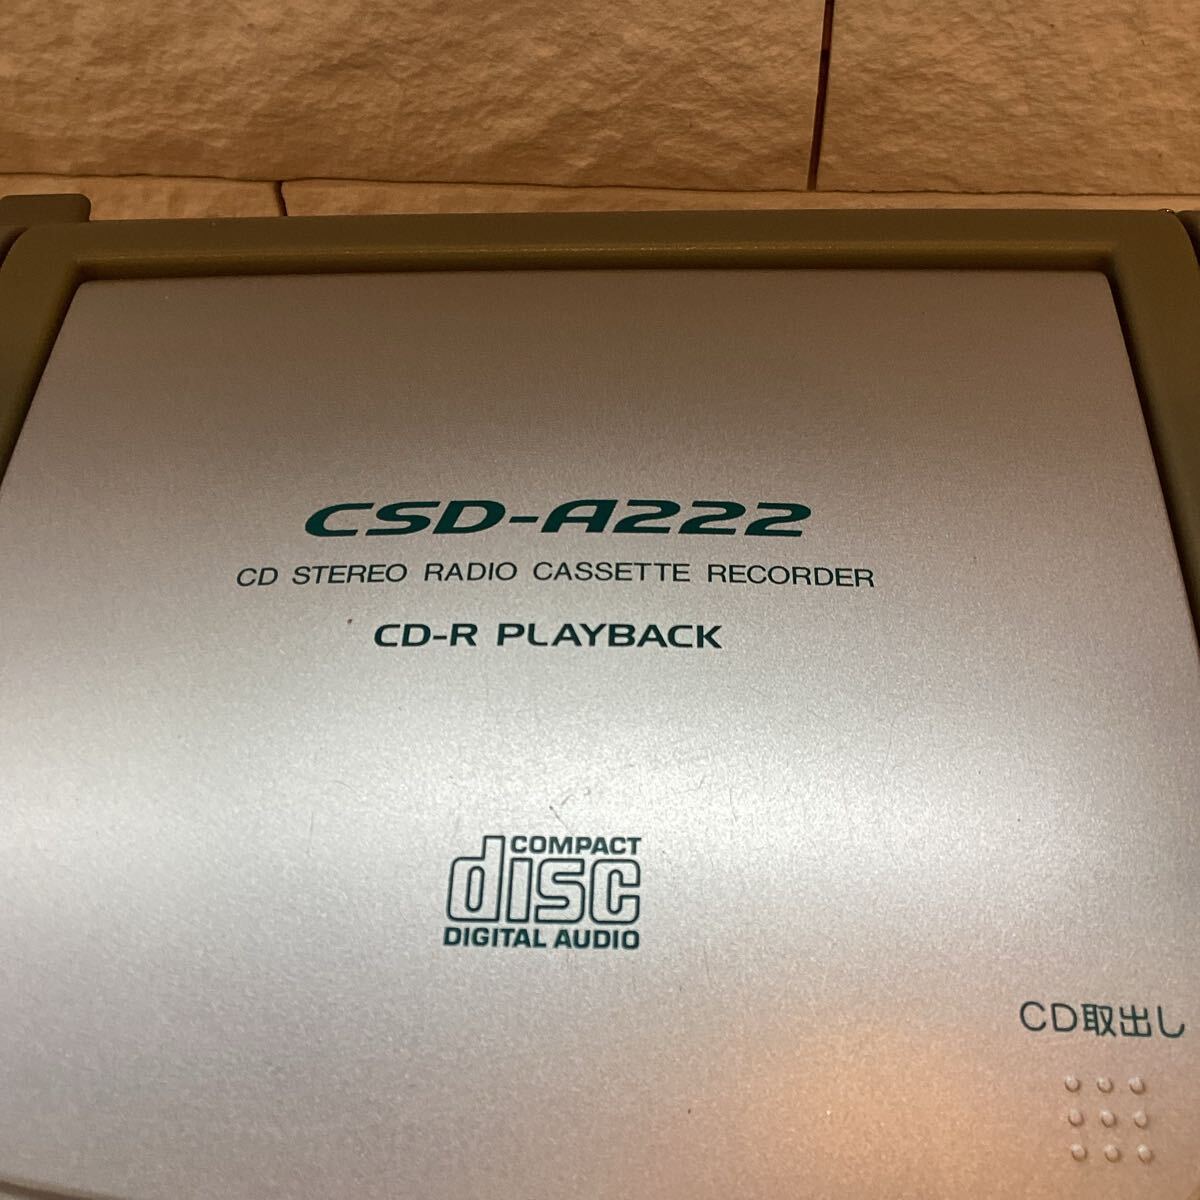 CSD-A222
CD STEREO RADIO CASSETTE RECORDER
CD-R PLAYBACK
COMPACT
disc
DIGITAL AUDIO
CD取出し